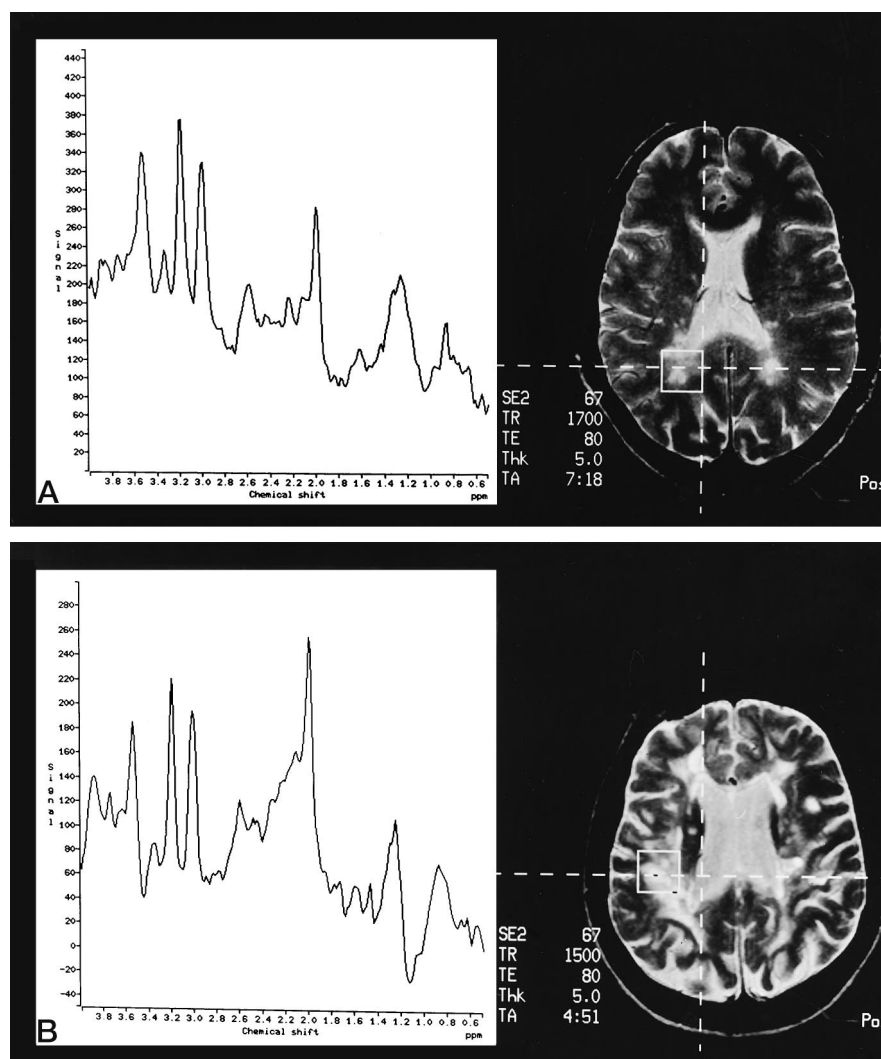 440
420
400
380
360
340
320
300
280
260
240
220
200
180
160
140
120
100
80
60
40
20
Signal
3.8 3.6 3.4 3.2 3.0 2.8 2.6 2.4 2.2 2.0 1.8 1.6 1.4 1.2 1.0 0.8 0.6
Chemical shift ppm
A
SE2 67
TR 1700
TE 80
Thk 5.0
TA 7:18
Pos
280
260
240
220
200
180
160
140
120
100
80
60
40
20
0
-20
-40
Signal
3.8 3.6 3.4 3.2 3.0 2.8 2.6 2.4 2.2 2.0 1.8 1.6 1.4 1.2 1.0 0.8 0.6
Chemical shift ppm
B
SE2 67
TR 1500
TE 80
Thk 5.0
TA 4:51
Po